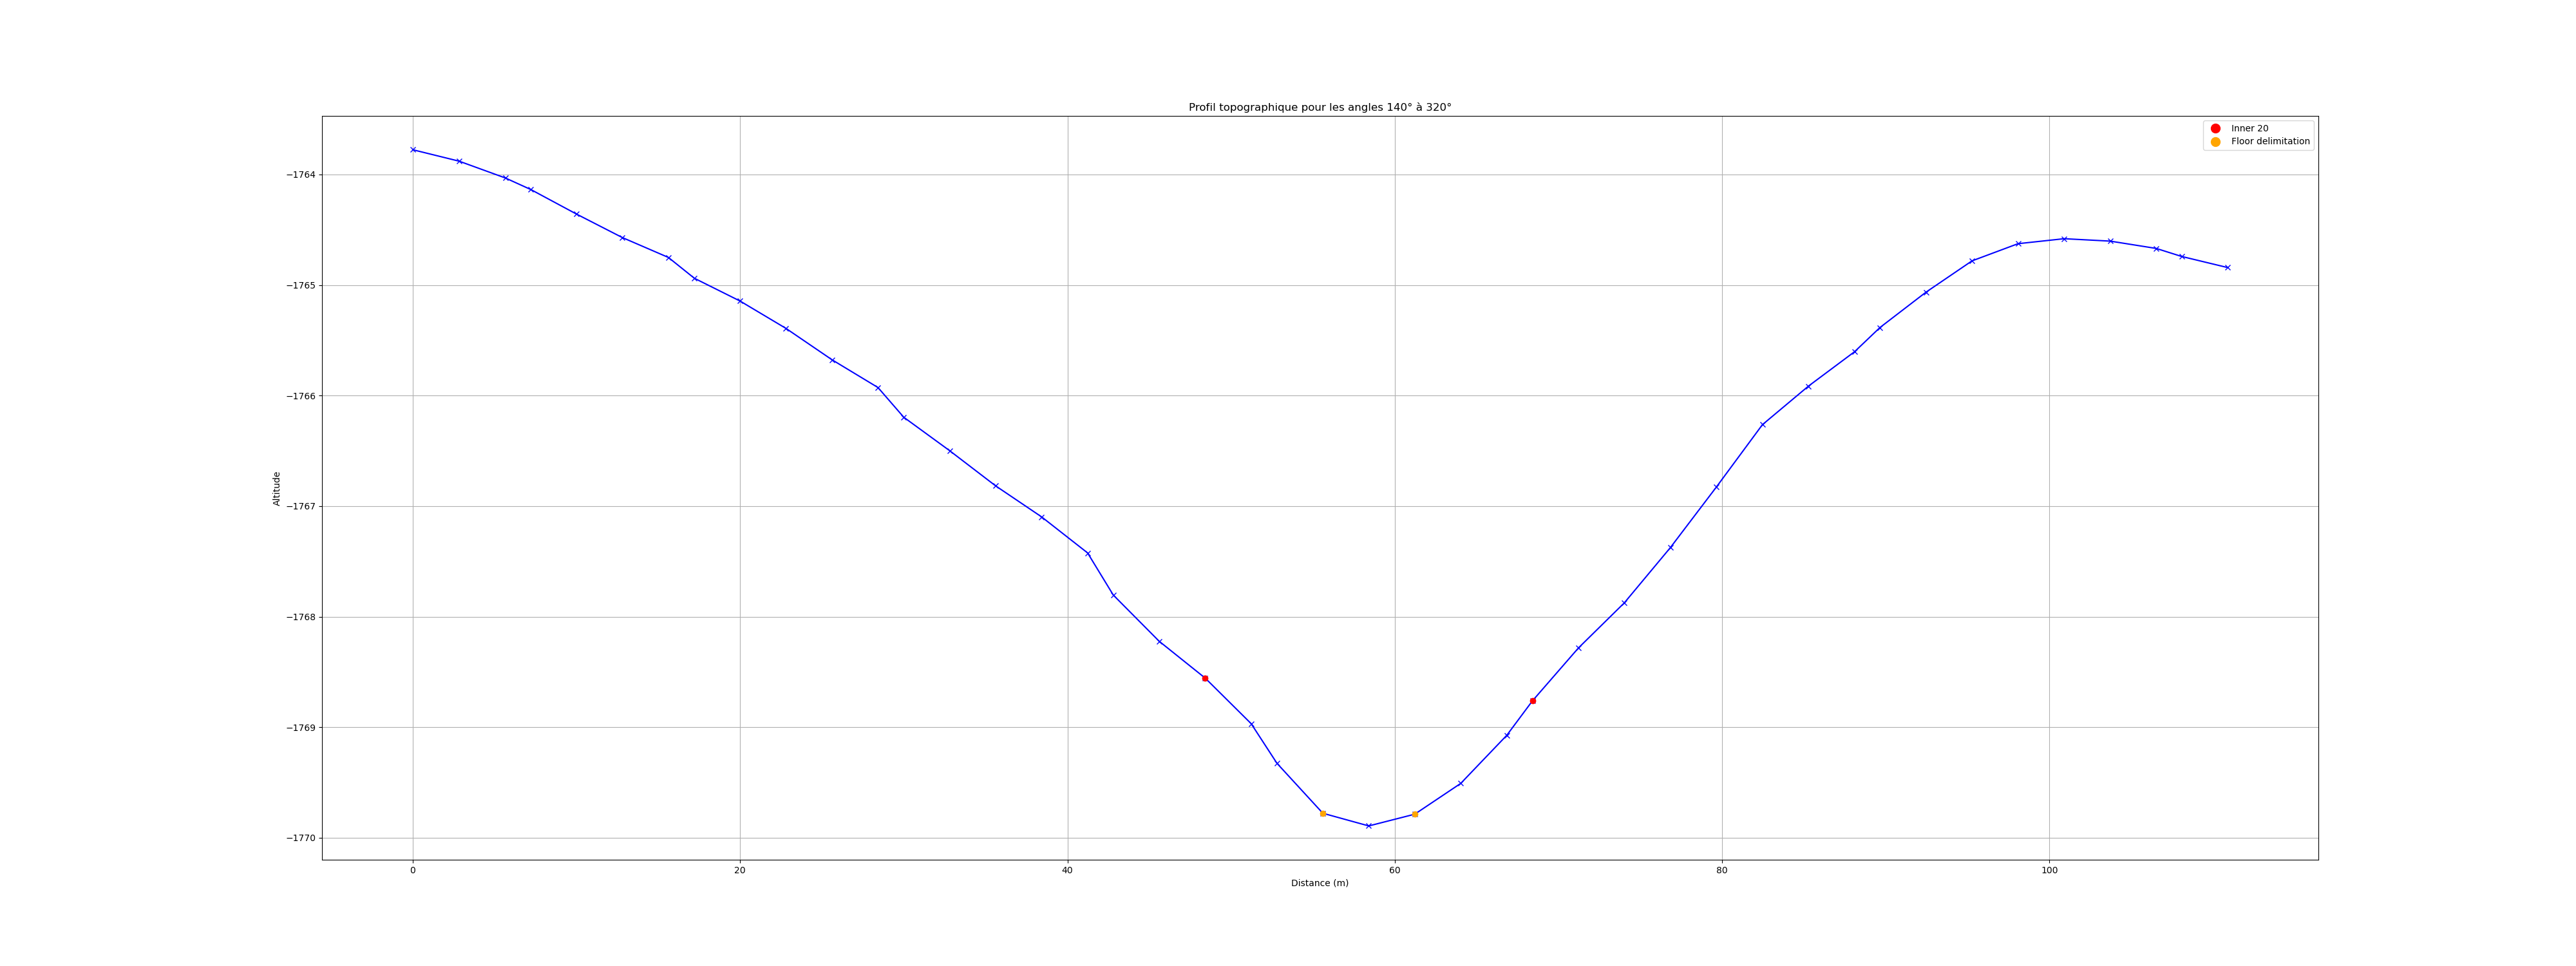 Profil topographique pour les angles 140° à 320°
Inner 20
Floor delimitation
−1764
−1765
−1766
−1767
−1768
−1769
−1770
Altitude
0 20 40 60 80 100
Distance (m)